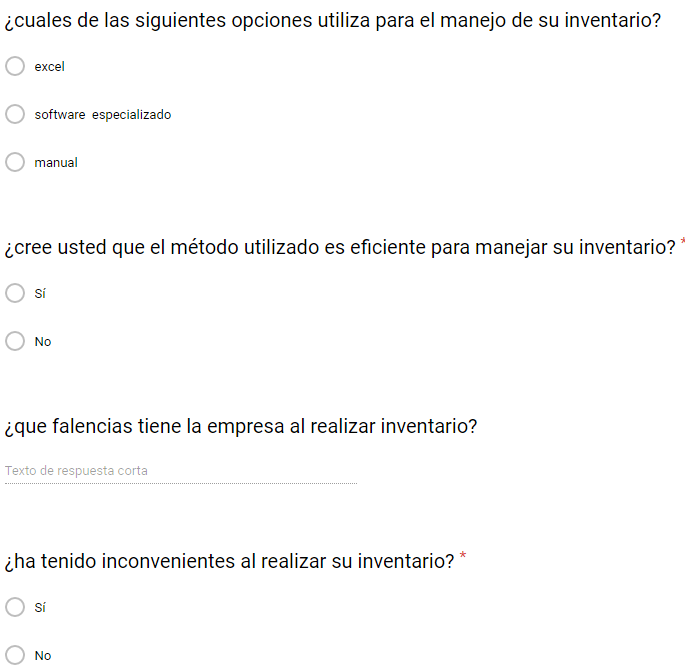 ¿cuales de las siguientes opciones utiliza para el manejo de su inventario?
excel
software especializado
manual
¿cree usted que el método utilizado es eficiente para manejar su inventario? *
Sí
No
¿que falencias tiene la empresa al realizar inventario?
Texto de respuesta corta
¿ha tenido inconvenientes al realizar su inventario? *
Sí
No